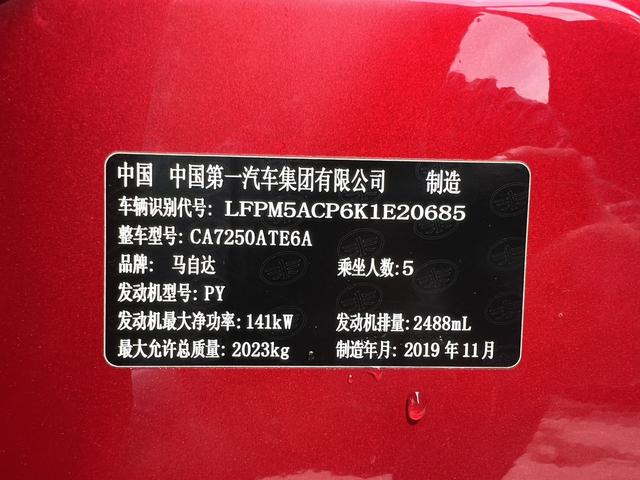 中国 中国第一汽车集团有限公司 制造
车辆识别代号: LFPM5ACP6K1E20685
整车型号: CA7250ATE6A
品牌: 马自达 乘坐人数: 5
发动机型号: PY
发动机最大净功率: 141kW 发动机排量: 2488mL
最大允许总质量: 2023kg 制造年月: 2019 年 11 月